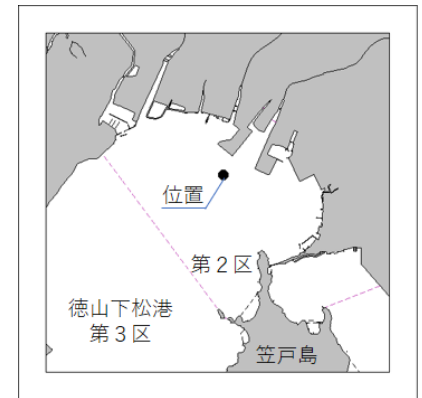 位置
第２区
徳山下松港
第３区
笠戸島